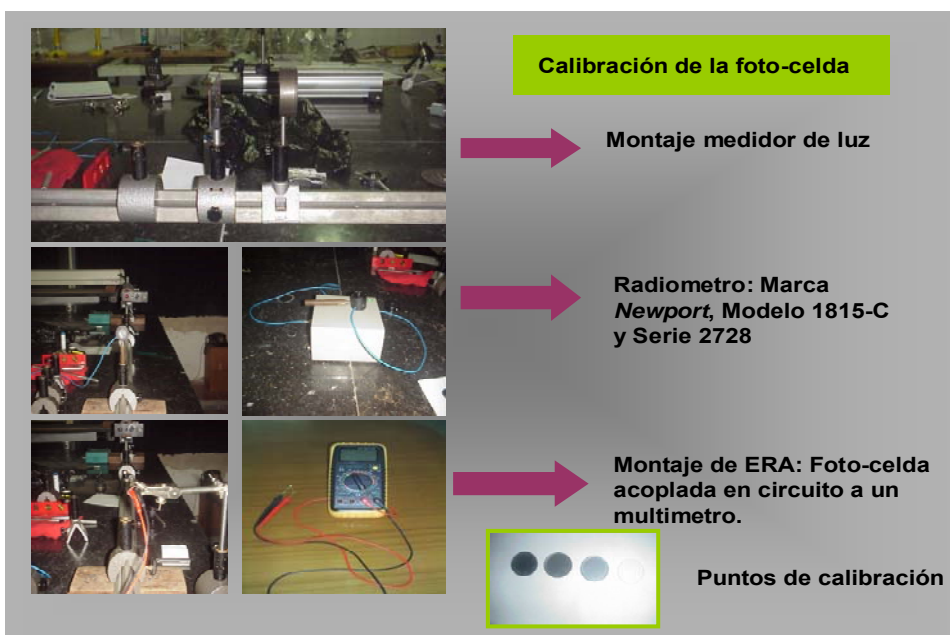 Calibración de la foto-celda
Montaje medidor de luz
Radiometro: Marca
Newport, Modelo 1815-C
y Serie 2728
Montaje de ERA: Foto-celda
acoplada en circuito a un
multimetro.
Puntos de calibración